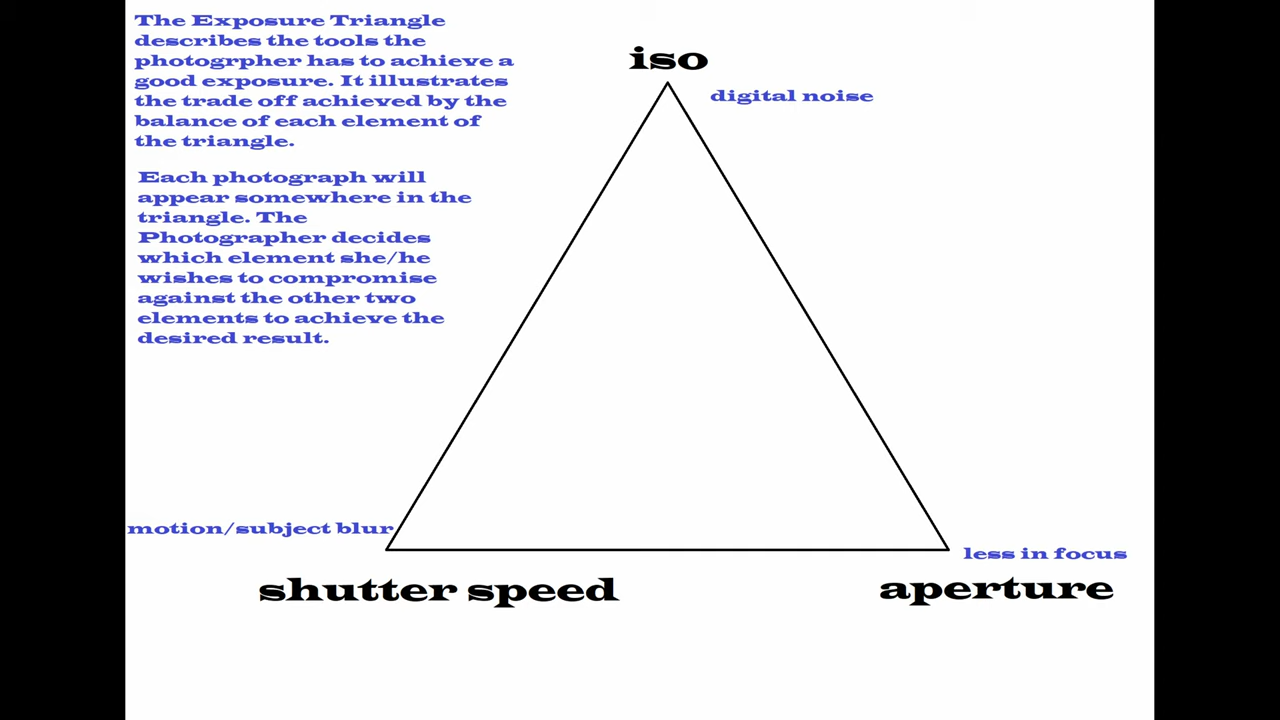 The Exposure Triangle
describes the tools the
photogrpher has to achieve a
good exposure. It illustrates
the trade off achieved by the
balance of each element of
the triangle.
Each photograph will
appear somewhere in the
triangle. The
Photographer decides
which element she/he
wishes to compromise
against the other two
elements to achieve the
desired result.
iso
digital noise
motion/subject blur
shutter speed
less in focus
aperture